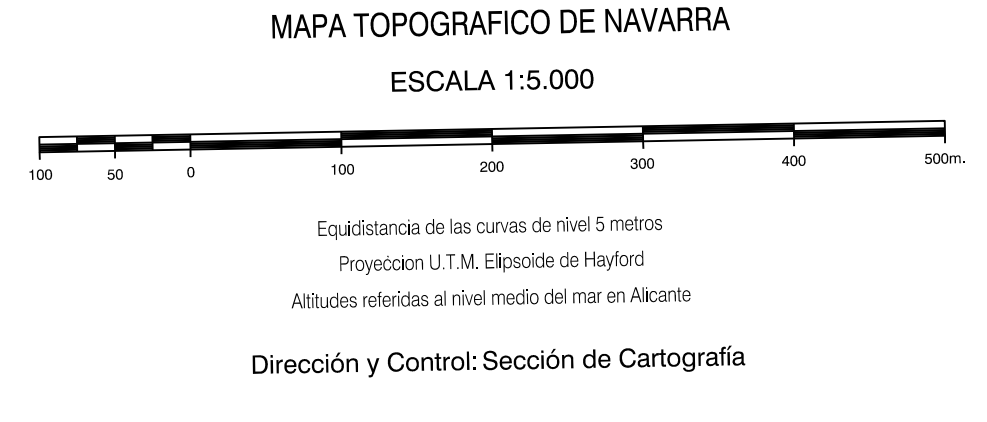 MAPA TOPOGRAFICO DE NAVARRA
ESCALA 1:5.000
100 50 0 100 200 300 400 500m.
Equidistancia de las curvas de nivel 5 metros
Proyeccion U.T.M. Elipsoide de Hayford
Altitudes referidas al nivel medio del mar en Alicante
Dirección y Control: Sección de Cartografía